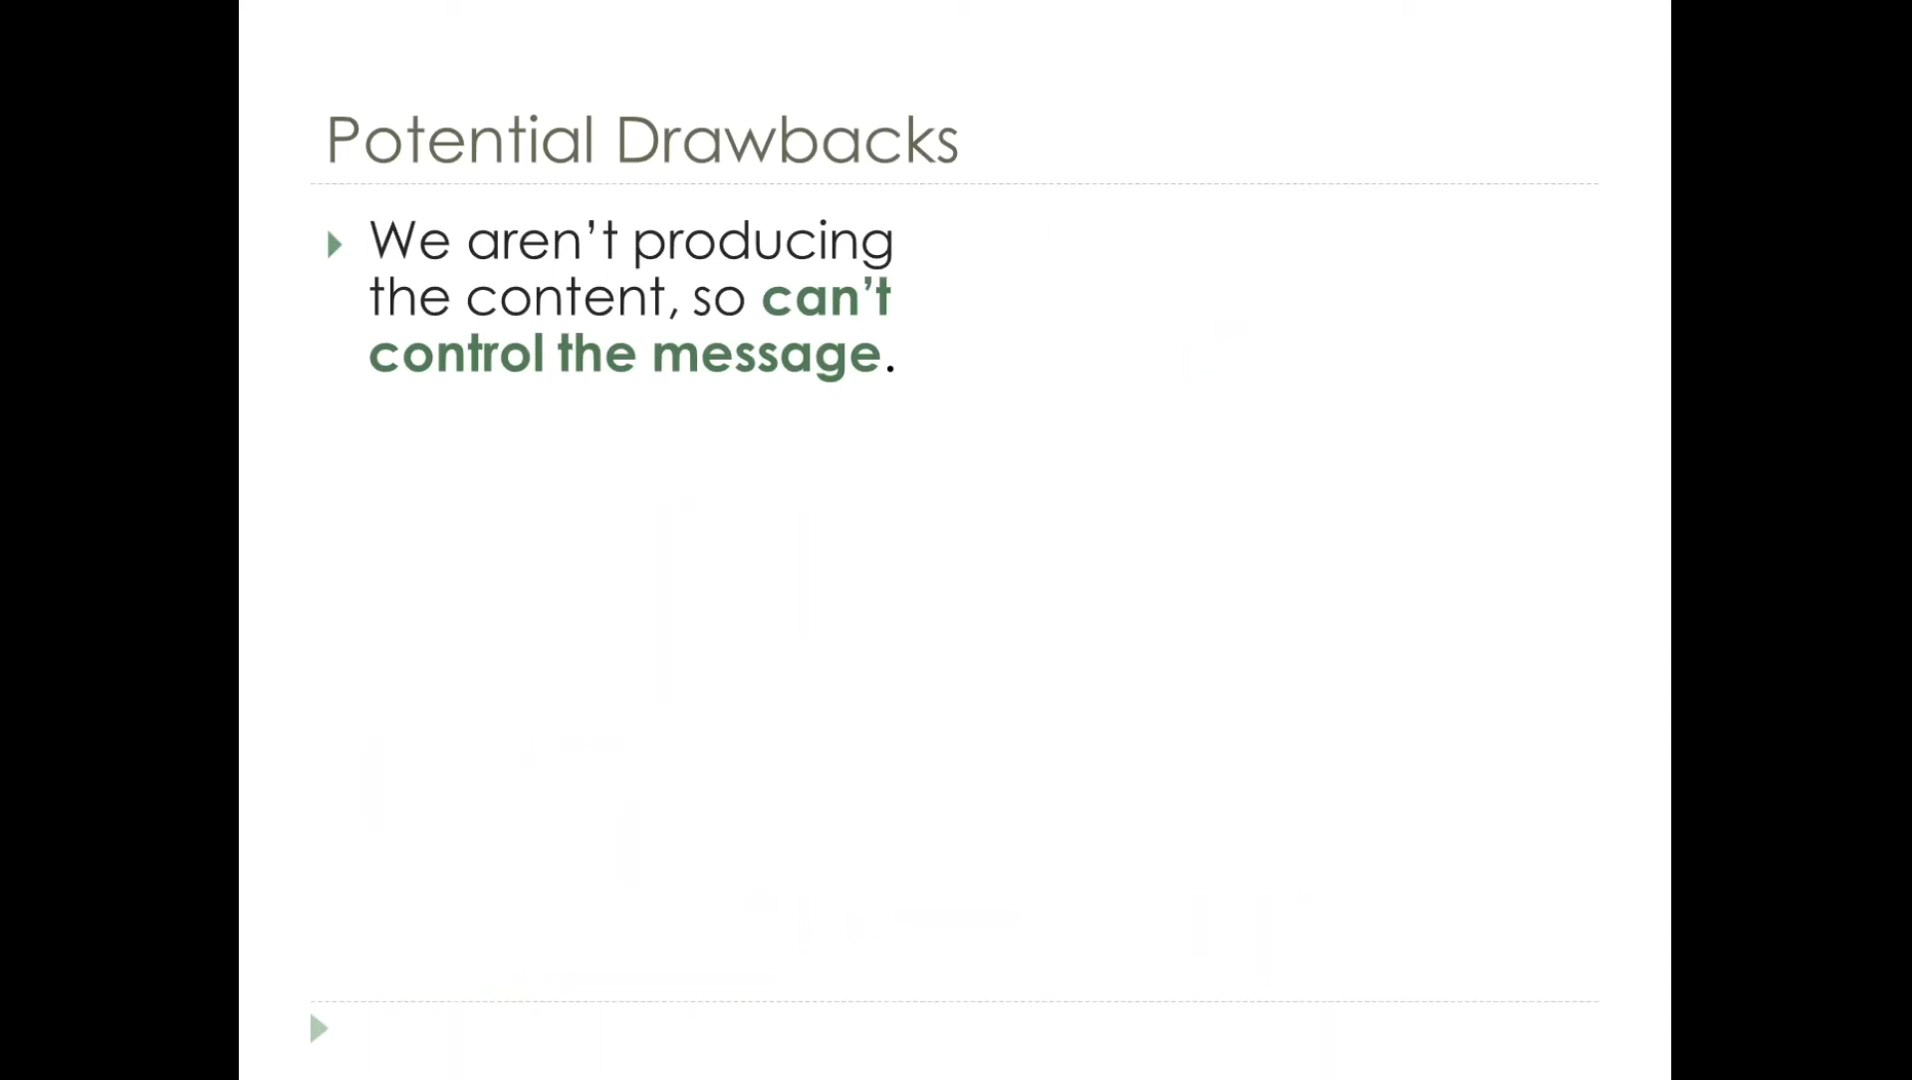 Potential Drawbacks
We aren’t producing
the content, so can’t
control the message.